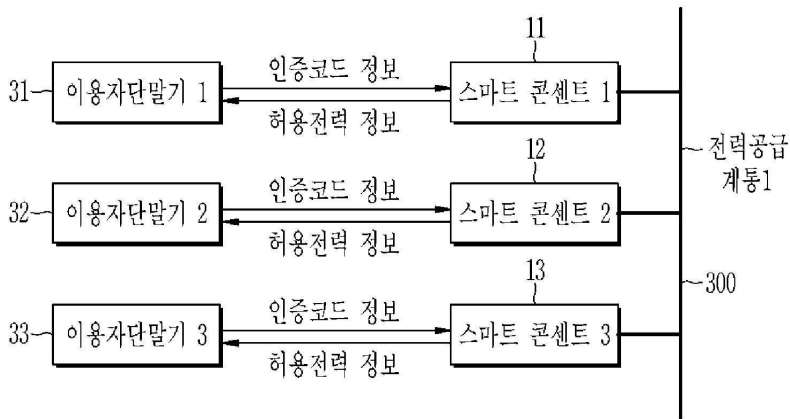 11
31
이용자단말기 1
인증코드 정보
허용전력 정보
스마트 콘센트 1
전력공급
계통1
12
32
이용자단말기 2
인증코드 정보
허용전력 정보
스마트 콘센트 2
300
13
33
이용자단말기 3
인증코드 정보
허용전력 정보
스마트 콘센트 3